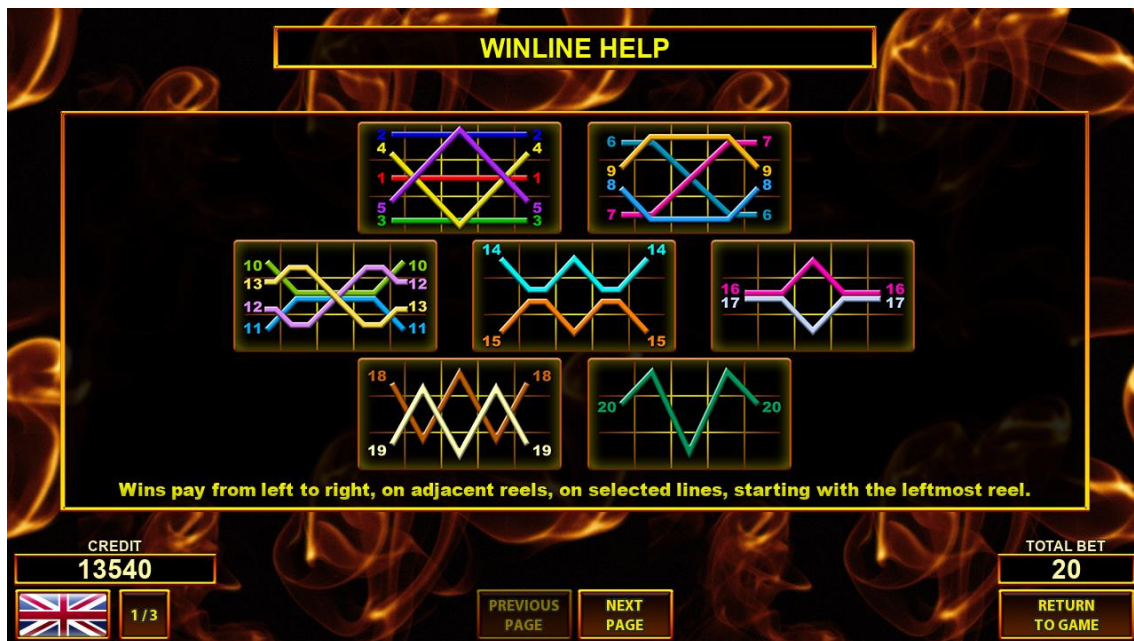 WINLINE HELP
2 2
4 4
1 1
5 5
3 3
6 7
9 9
8 8
7 6
10 10
13 12
12 13
11 11
14 14
15 15
16 16
17 17
18 18
19 19
20 20
Wins pay from left to right, on adjacent reels, on selected lines, starting with the leftmost reel.
CREDIT
13540
TOTAL BET
20
1/3
PREVIOUS
PAGE
NEXT
PAGE
RETURN
TO GAME